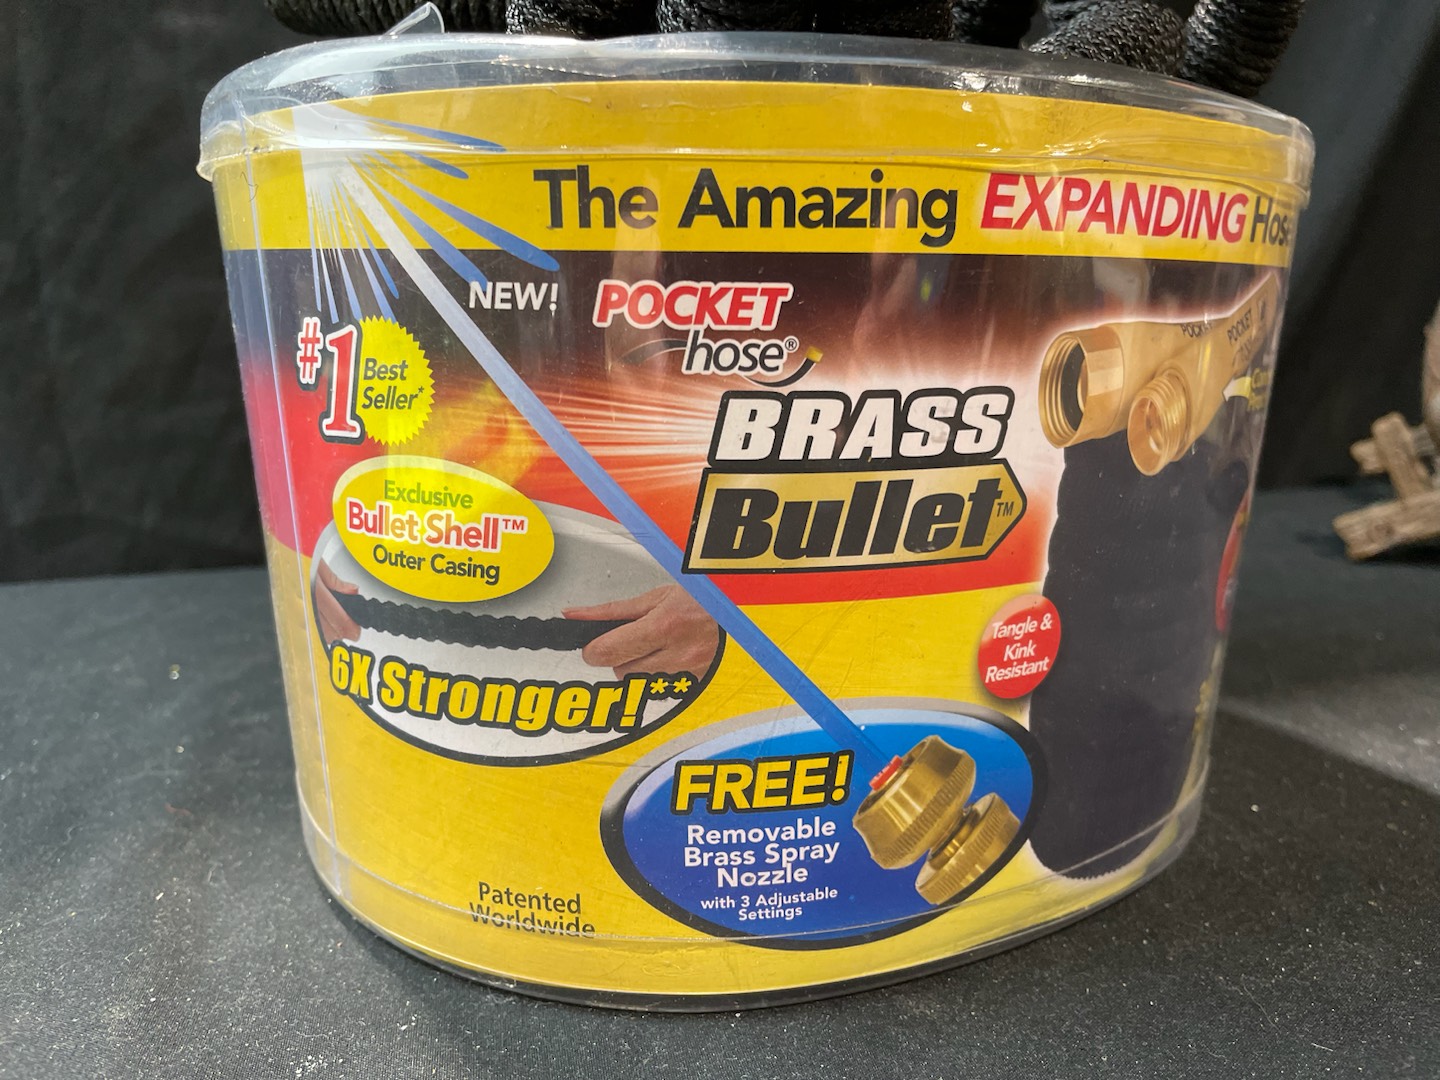 The Amazing EXPANDING Hose
NEW! POCKET
hose®
#1 Best
Seller*
BRASS
Bullet™
Exclusive
Bullet Shell™
Outer Casing
6X Stronger!**
Tangle &
Kink
Resistant
FREE!
Removable
Brass Spray
Nozzle
with 3 Adjustable
Settings
Patented
Worldwide
POCKET